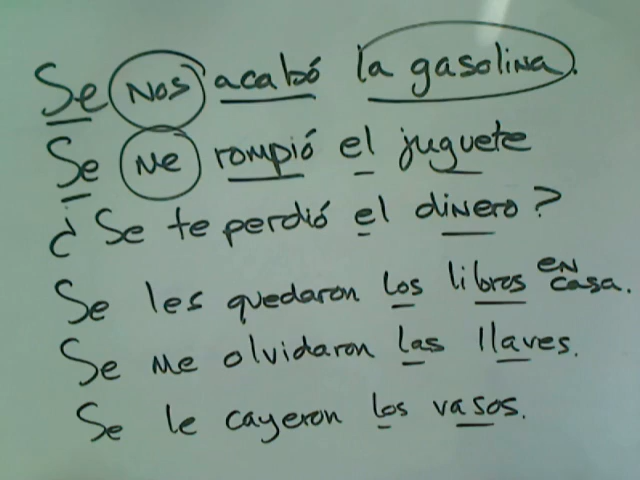 Se nos acabó la gasolina.
Se me rompió el juguete
¿Se te perdió el dinero?
Se les quedaron los libros en casa.
Se me olvidaron las llaves.
Se le cayeron los vasos.